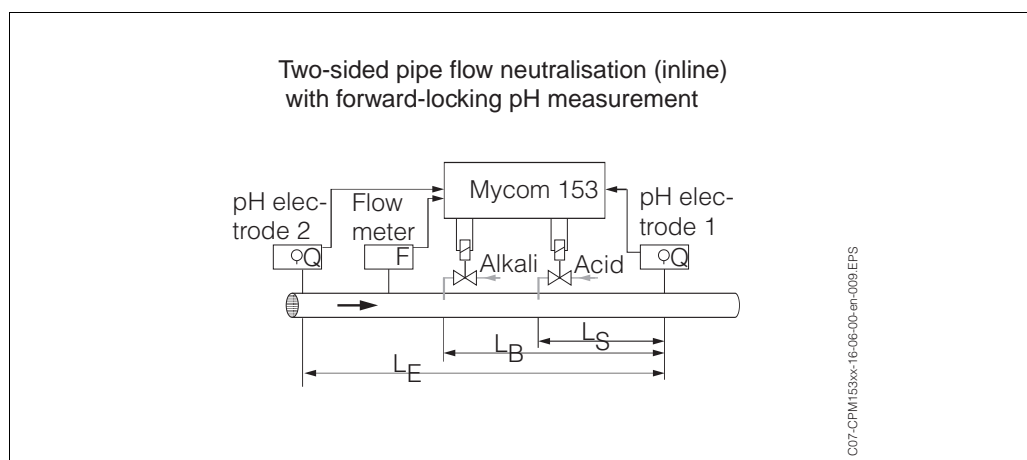 Two-sided pipe flow neutralisation (inline)
with forward-locking pH measurement
pH elec-
trode 2
Flow
meter
Mycom 153
pH elec-
trode 1
Q
F
Alkali
Acid
Q
LS
LB
LE
C07-CPM153xx-16-06-00-en-009.EPS